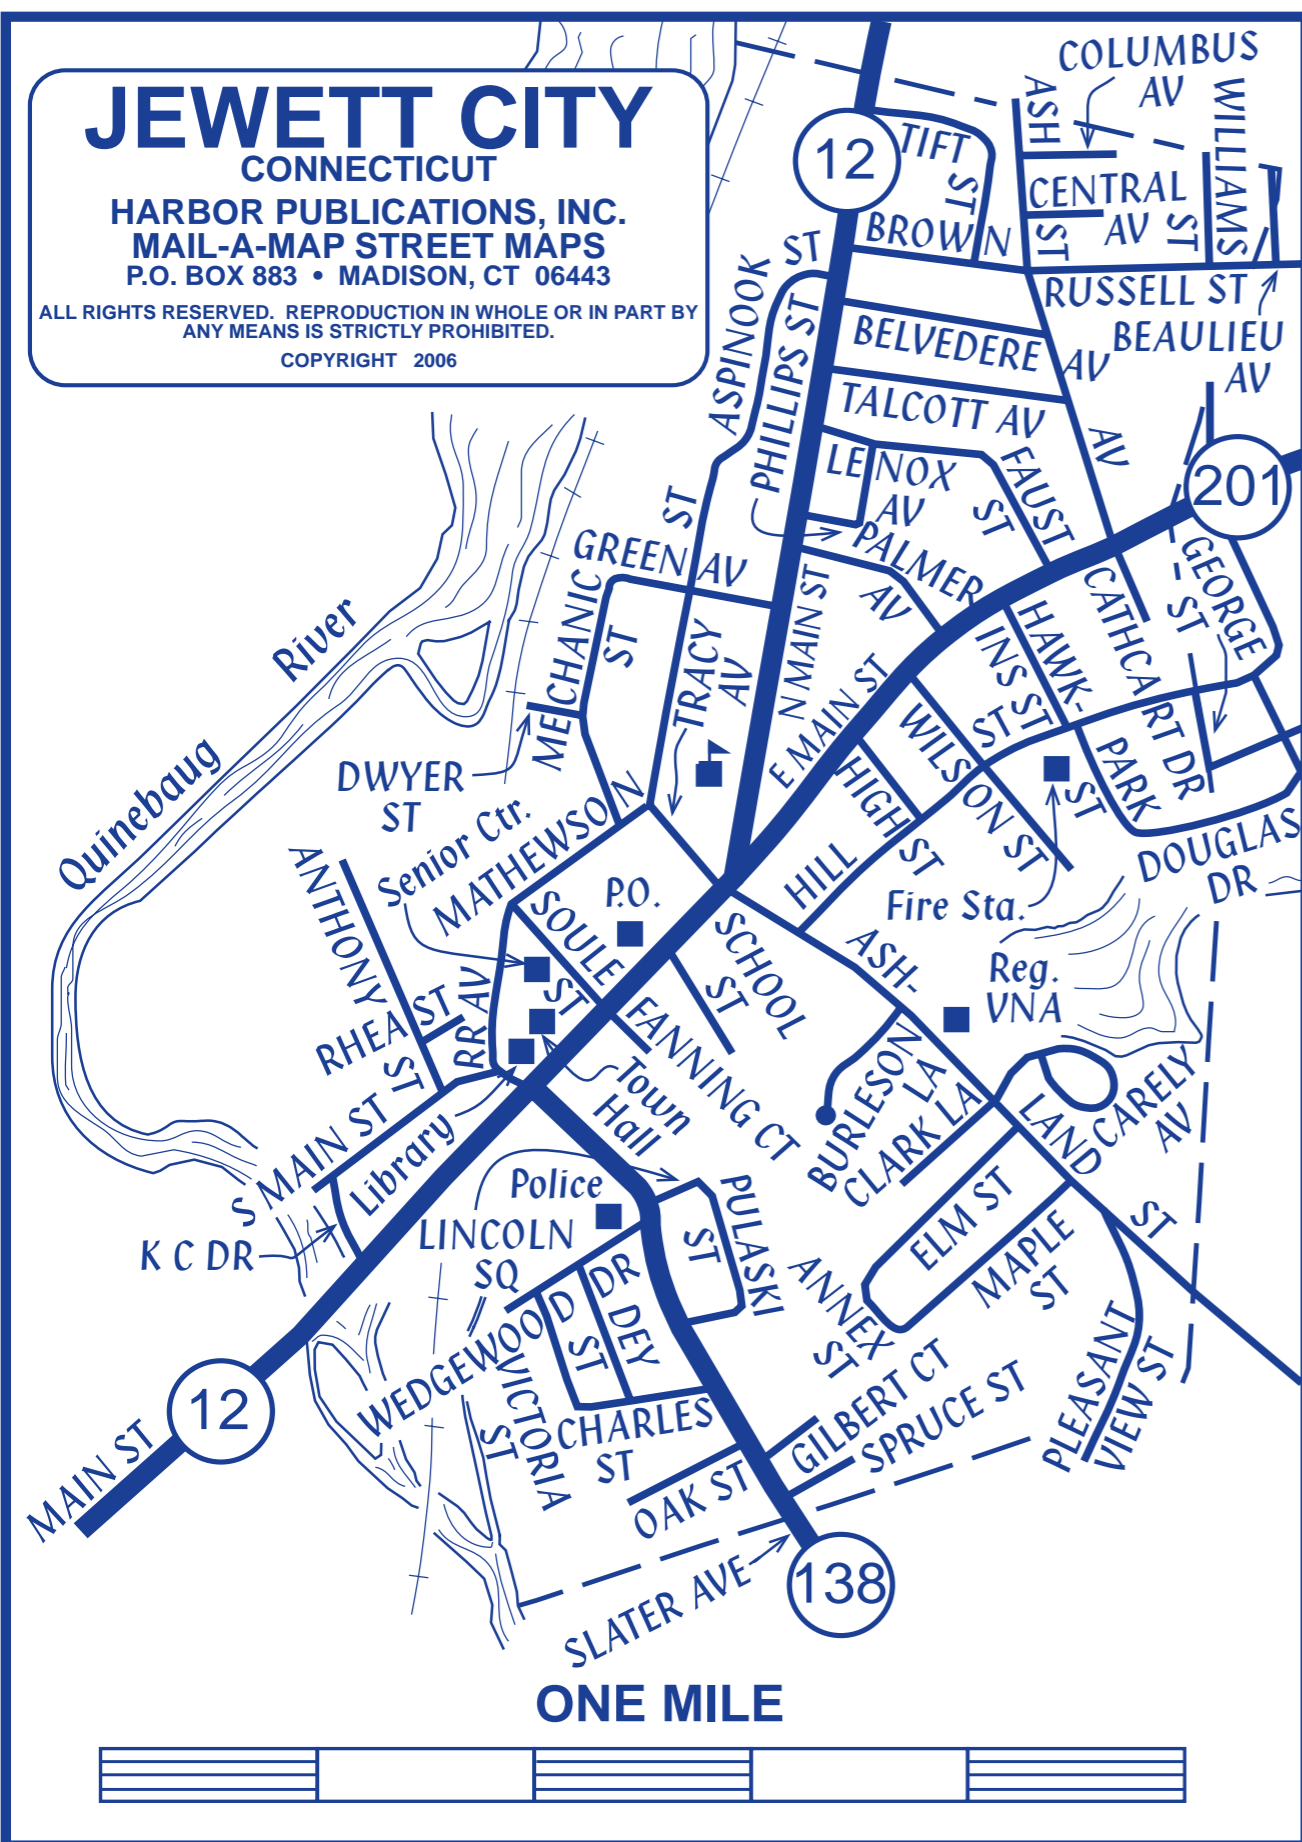 JEWETT CITY
CONNECTICUT
HARBOR PUBLICATIONS, INC.
MAIL-A-MAP STREET MAPS
P.O. BOX 883 • MADISON, CT 06443
ALL RIGHTS RESERVED. REPRODUCTION IN WHOLE OR IN PART BY
ANY MEANS IS STRICTLY PROHIBITED.
COPYRIGHT 2006
COLUMBUS
AV
ASH
ST
WILLIAMS
ST
12
TIFT
ST
CENTRAL
AV
BROWN
ST
RUSSELL ST
BEAULIEU
AV
ASPINOOK
ST
PHILLIPS ST
BELVEDERE
AV
TALCOTT AV
AV
LENOX
AV
FAUST
ST
201
PALMER
AV
GREEN AV
MECHANIC
ST
TRACY
AV
N MAIN ST
E MAIN ST
GEORGE
ST
CATHCART DR
HAWK-
INS ST
ST
River
Quinebaug
DWYER
ST
WILSON ST
HIGH
ST
PARK
ST
DOUGLAS
DR
Senior Ctr.
MATHEWSON
ANTHONY
ST
P.O.
HILL
Fire Sta.
SOULE
ST
SCHOOL
ST
ASH-
LAND
ST
Reg.
VNA
RR AV
RHEA ST
FANNING CT
Town
Hall
BURLESON
LA
CLARK LA
CARELY
AV
S MAIN ST
Library
Police
LINCOLN
SQ
PULASKI
ST
ELM ST
MAPLE
ST
K C DR
ANNEX
ST
WEDGEWOOD DR
DEY
ST
VICTORIA
ST
CHARLES
ST
GILBERT CT
SPRUCE ST
PLEASANT
VIEW ST
12
MAIN ST
OAK ST
SLATER AVE
138
ONE MILE